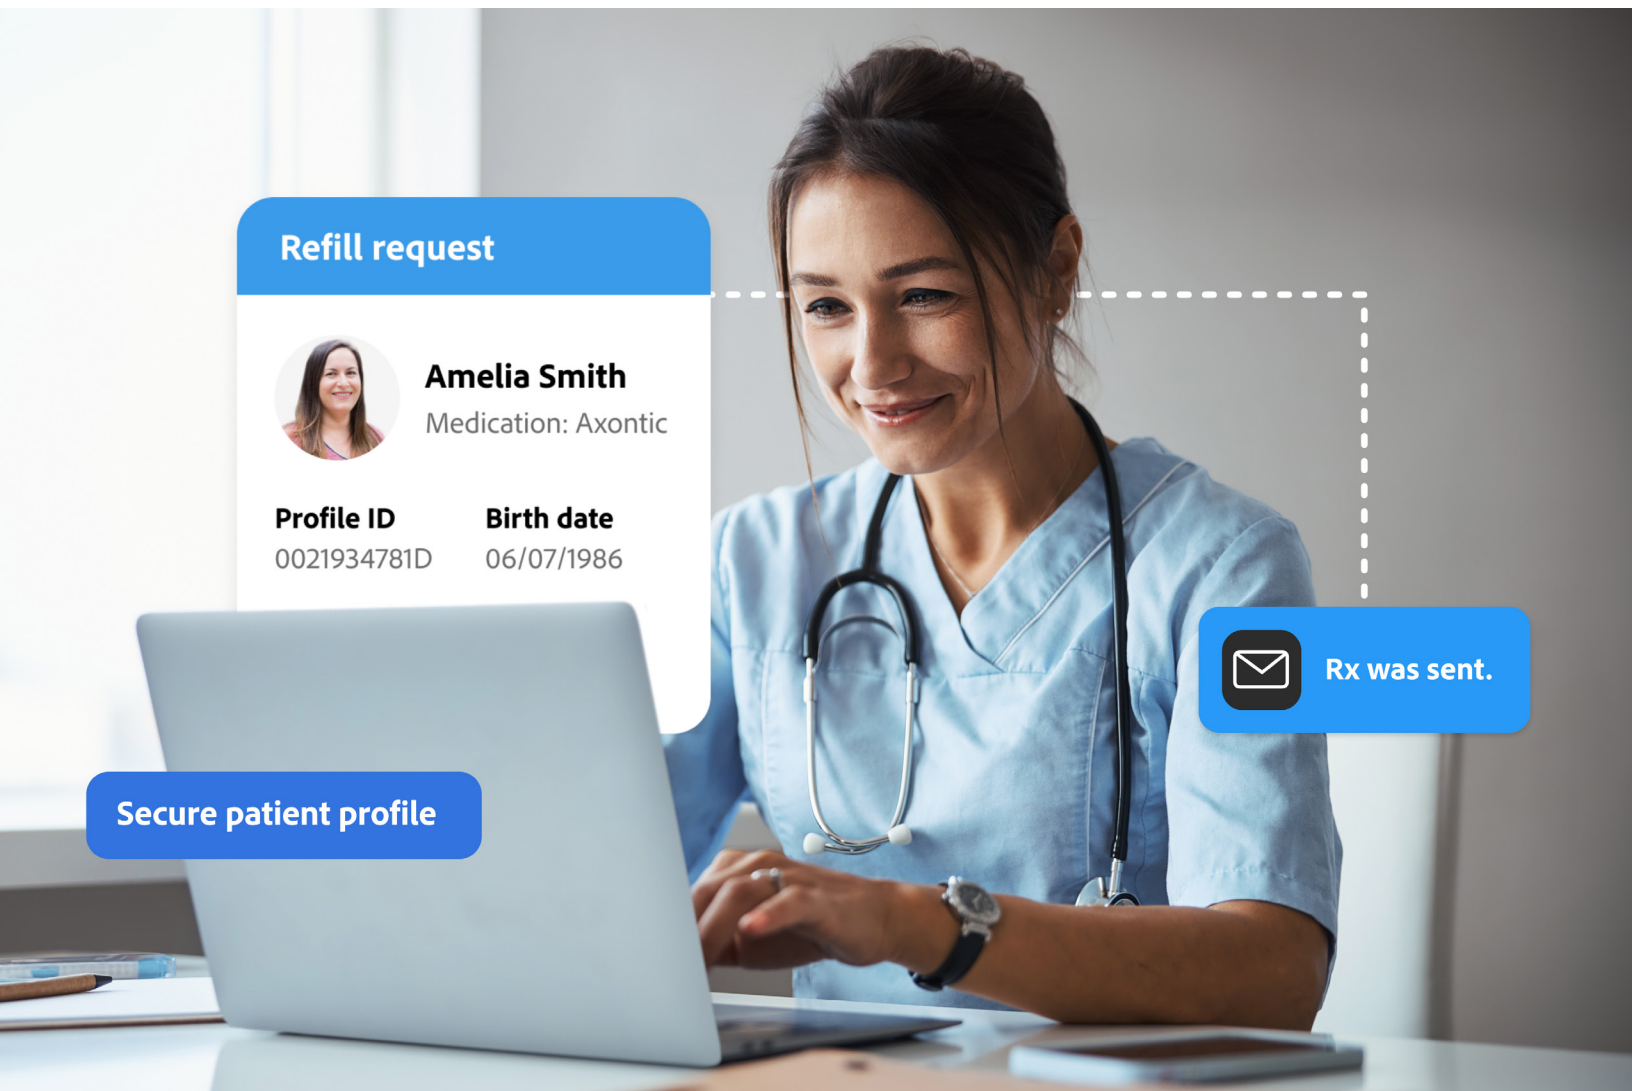 Refill request
Amelia Smith
Medication: Axontic
Profile ID
Birth date
0021934781D
06/07/1986
Rx was sent.
Secure patient profile